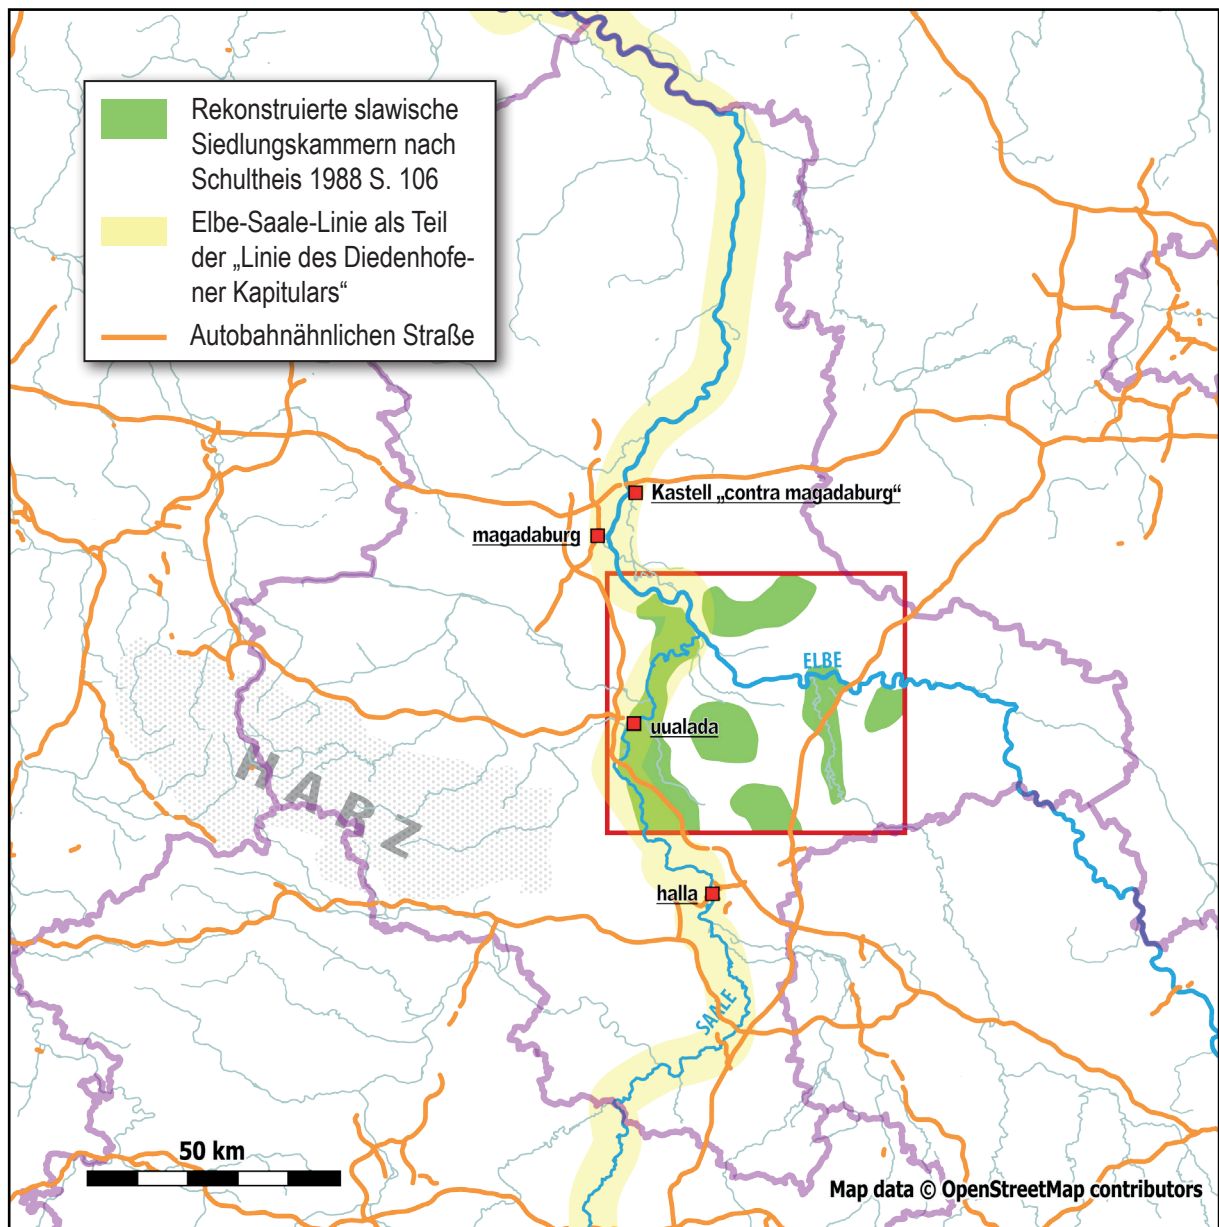 Rekonstruierte slawische
Siedlungskammern nach
Schultheis 1988 S. 106
Elbe-Saale-Linie als Teil
der „Linie des Diedenhofe-
ner Kapitulars“
Autobahnähnlichen Straße
Kastell „contra magadaburg“
magadaburg
ELBE
uualada
HARZ
halla
SAALE
50 km
Map data © OpenStreetMap contributors